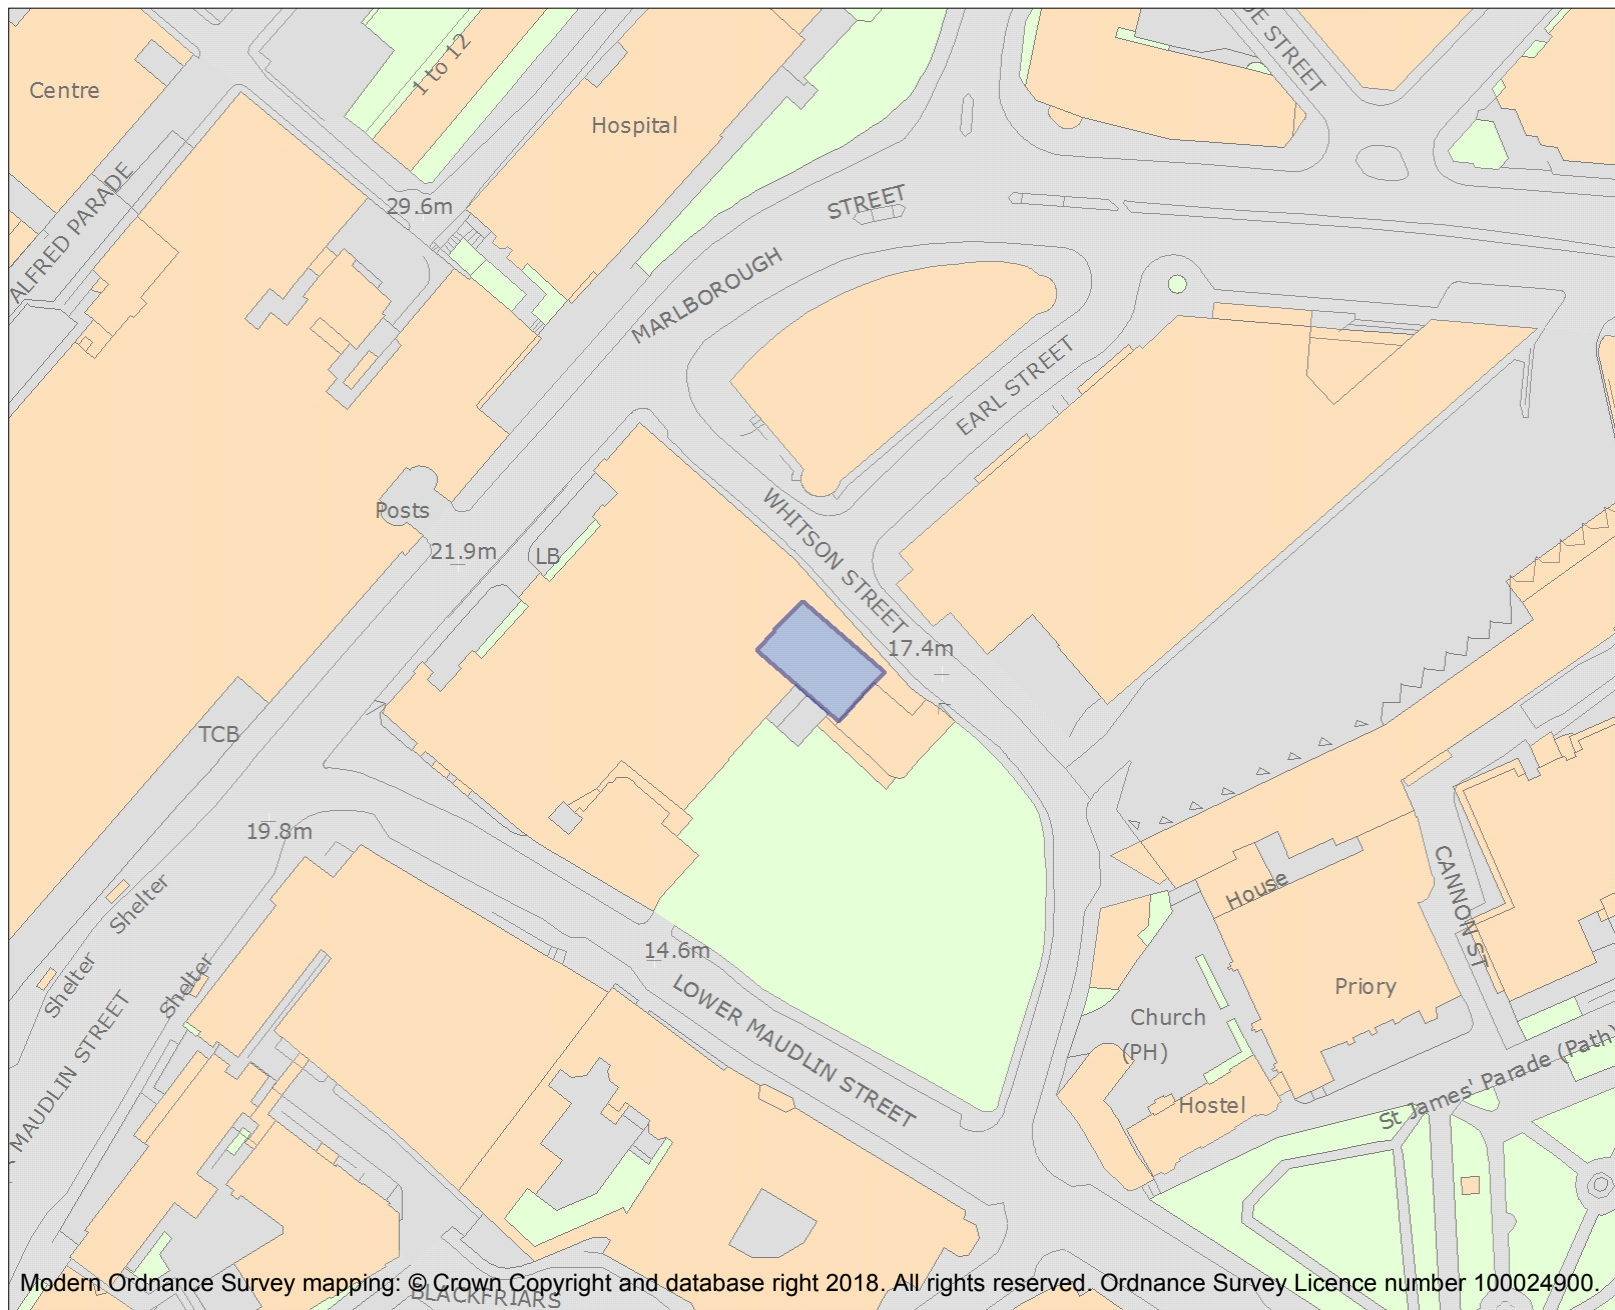 DE STREET
1 to 12
Centre
Hospital
ALFRED PARADE
29.6m
MARLBOROUGH STREET
EARL STREET
WHITSON STREET
Posts
21.9m
LB
17.4m
TCB
19.8m
Shelter
Shelter
Shelter
MAUDLIN STREET
14.6m
LOWER MAUDLIN STREET
House
CANNON ST
Priory
Church
(PH)
Hostel
St James' Parade (Path)
BLACKFRIARS
Modern Ordnance Survey mapping: © Crown Copyright and database right 2018. All rights reserved. Ordnance Survey Licence number 100024900.